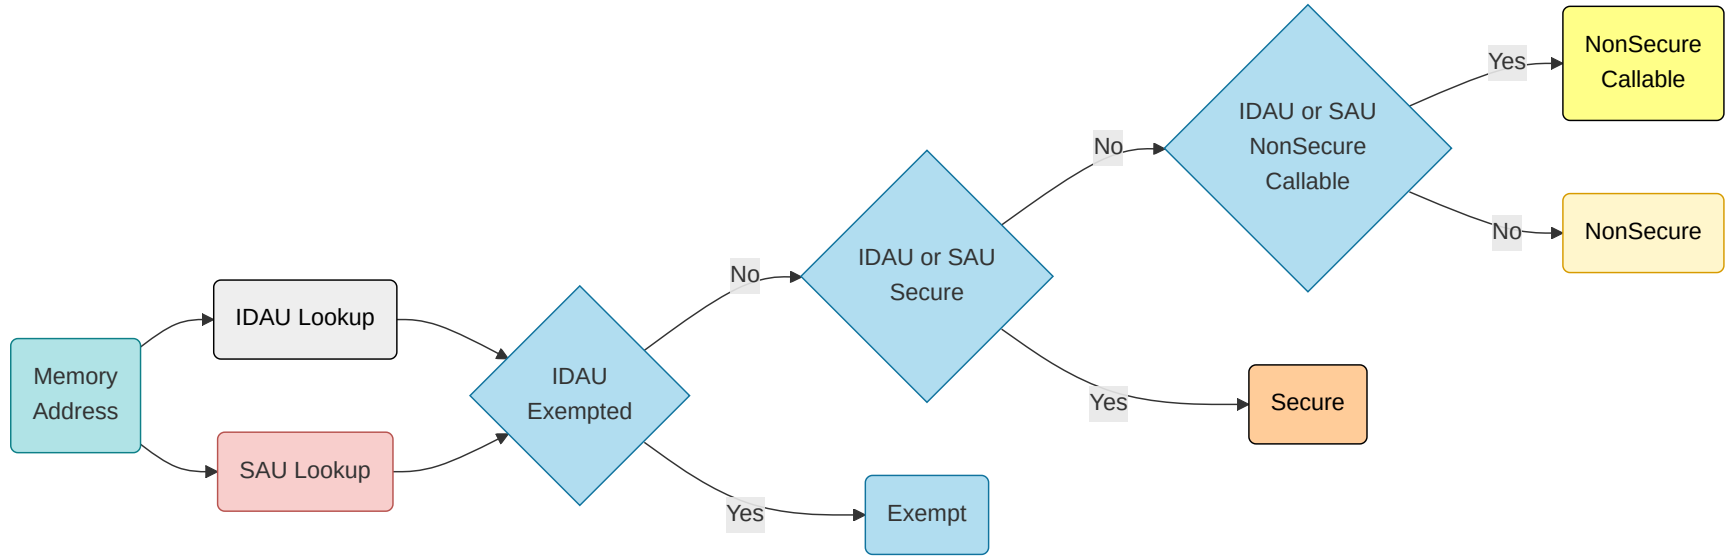 Memory
Address
IDAU Lookup
SAU Lookup
IDAU
Exempted
No
Yes
Exempt
IDAU or SAU
Secure
No
Yes
Secure
IDAU or SAU
NonSecure
Callable
Yes
No
NonSecure
Callable
NonSecure